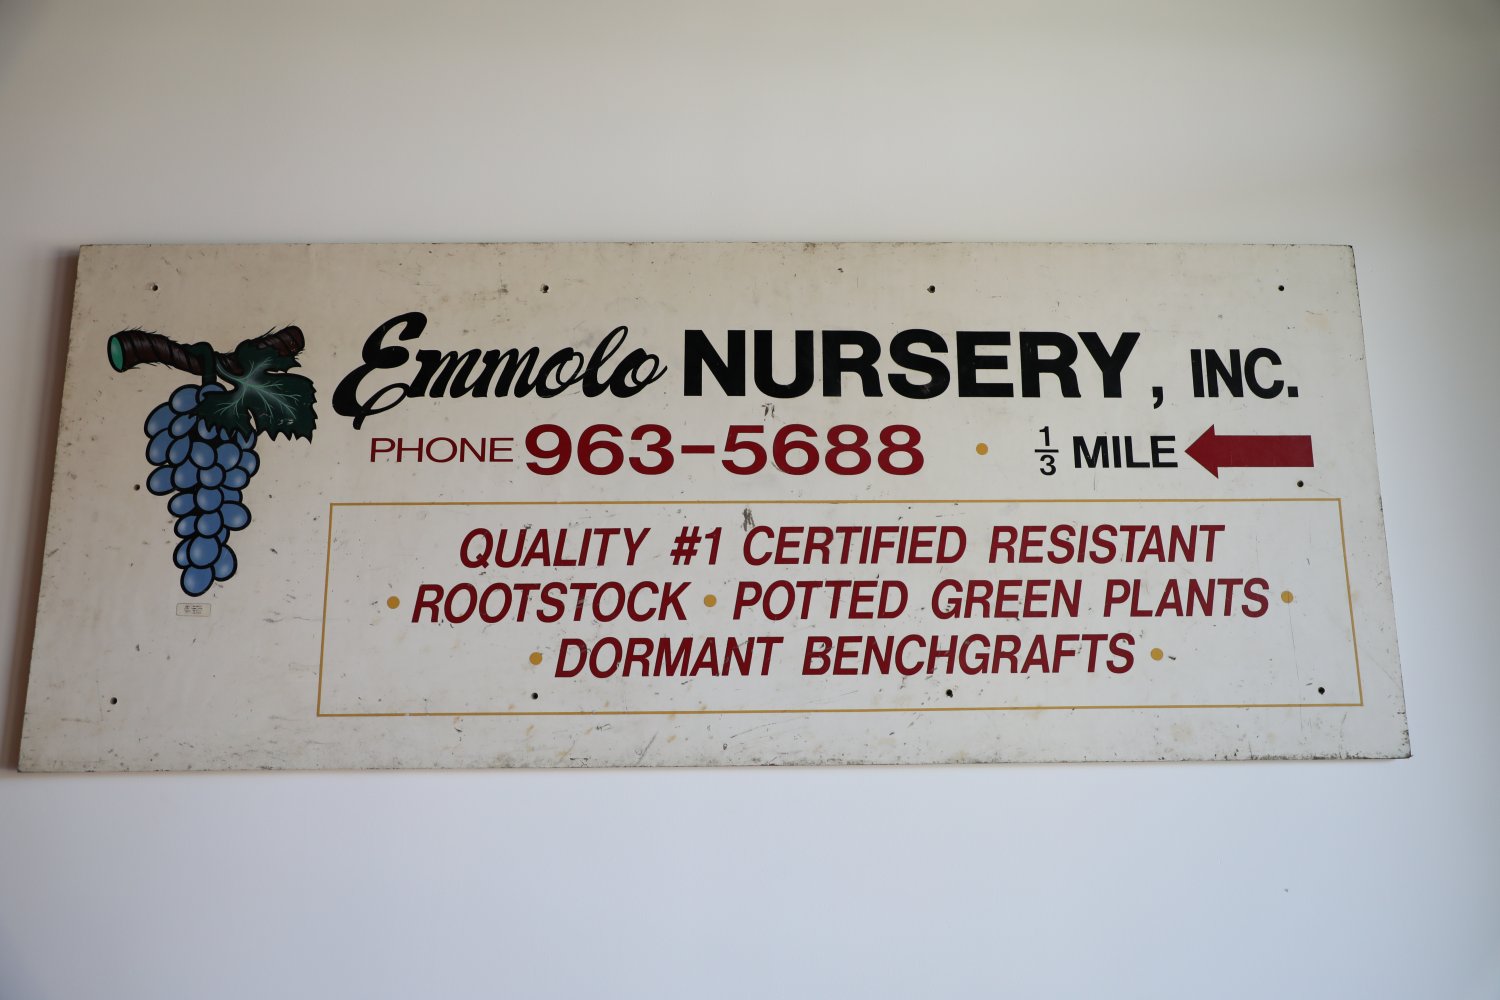 Emmolo NURSERY, INC.
PHONE 963-5688 • 1/3 MILE
QUALITY #1 CERTIFIED RESISTANT
• ROOTSTOCK • POTTED GREEN PLANTS •
• DORMANT BENCHGRAFTS •